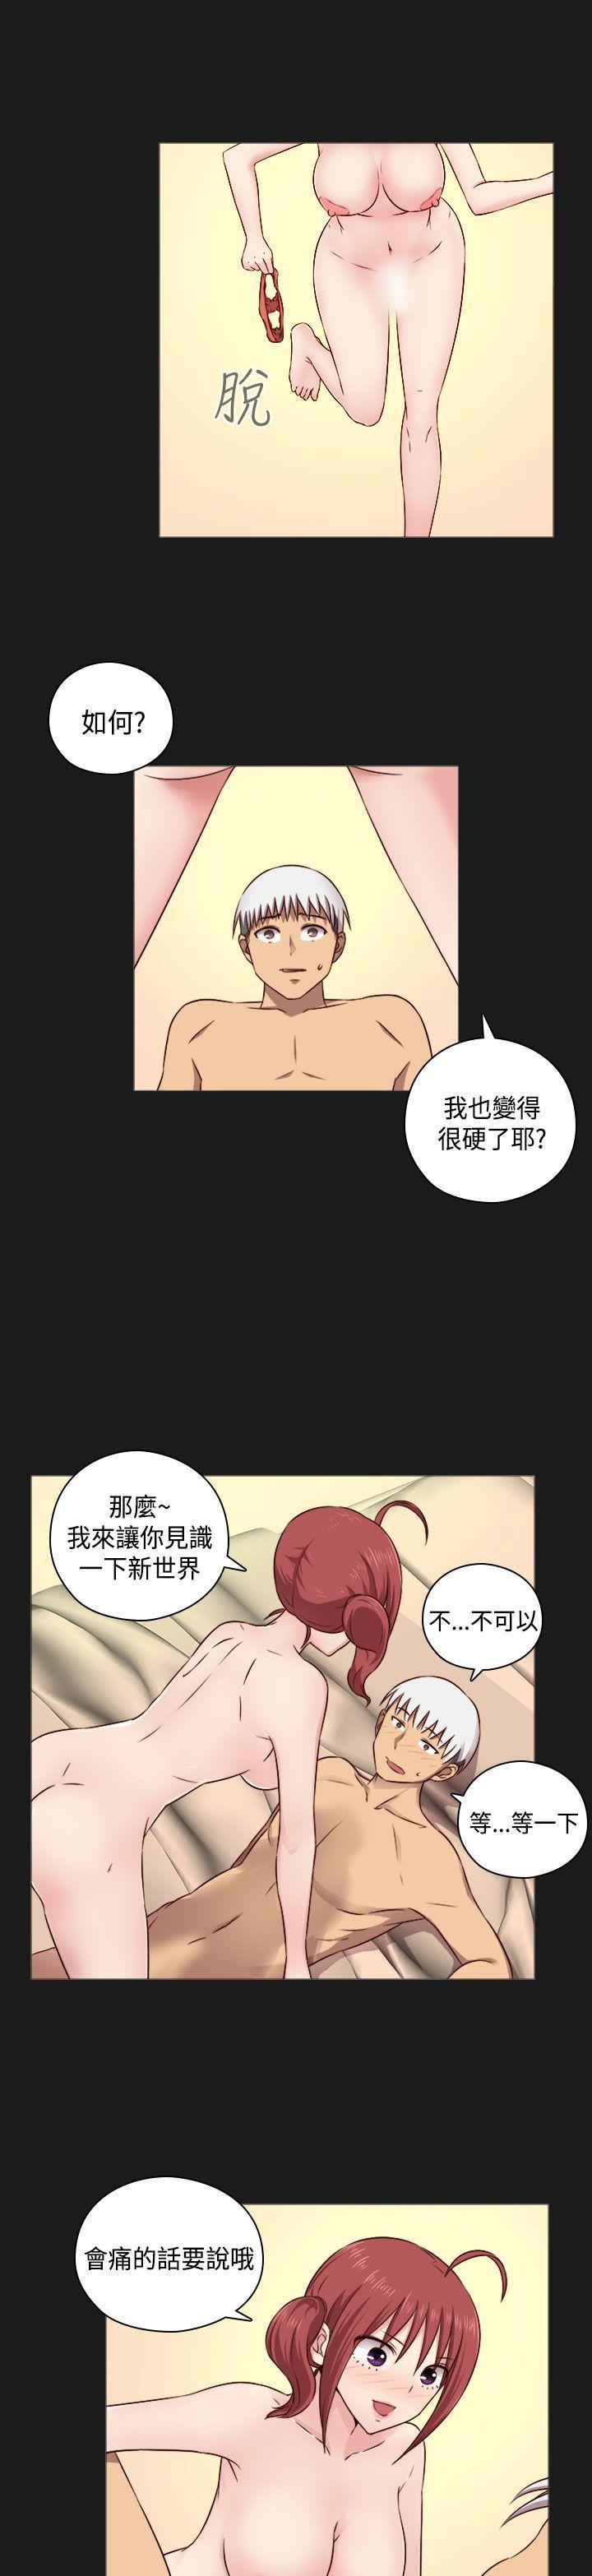 脫
如何?
我也變得
很硬了耶?
那麼~
我來讓你見識
一下新世界
不...不可以
等...等一下
會痛的話要說哦